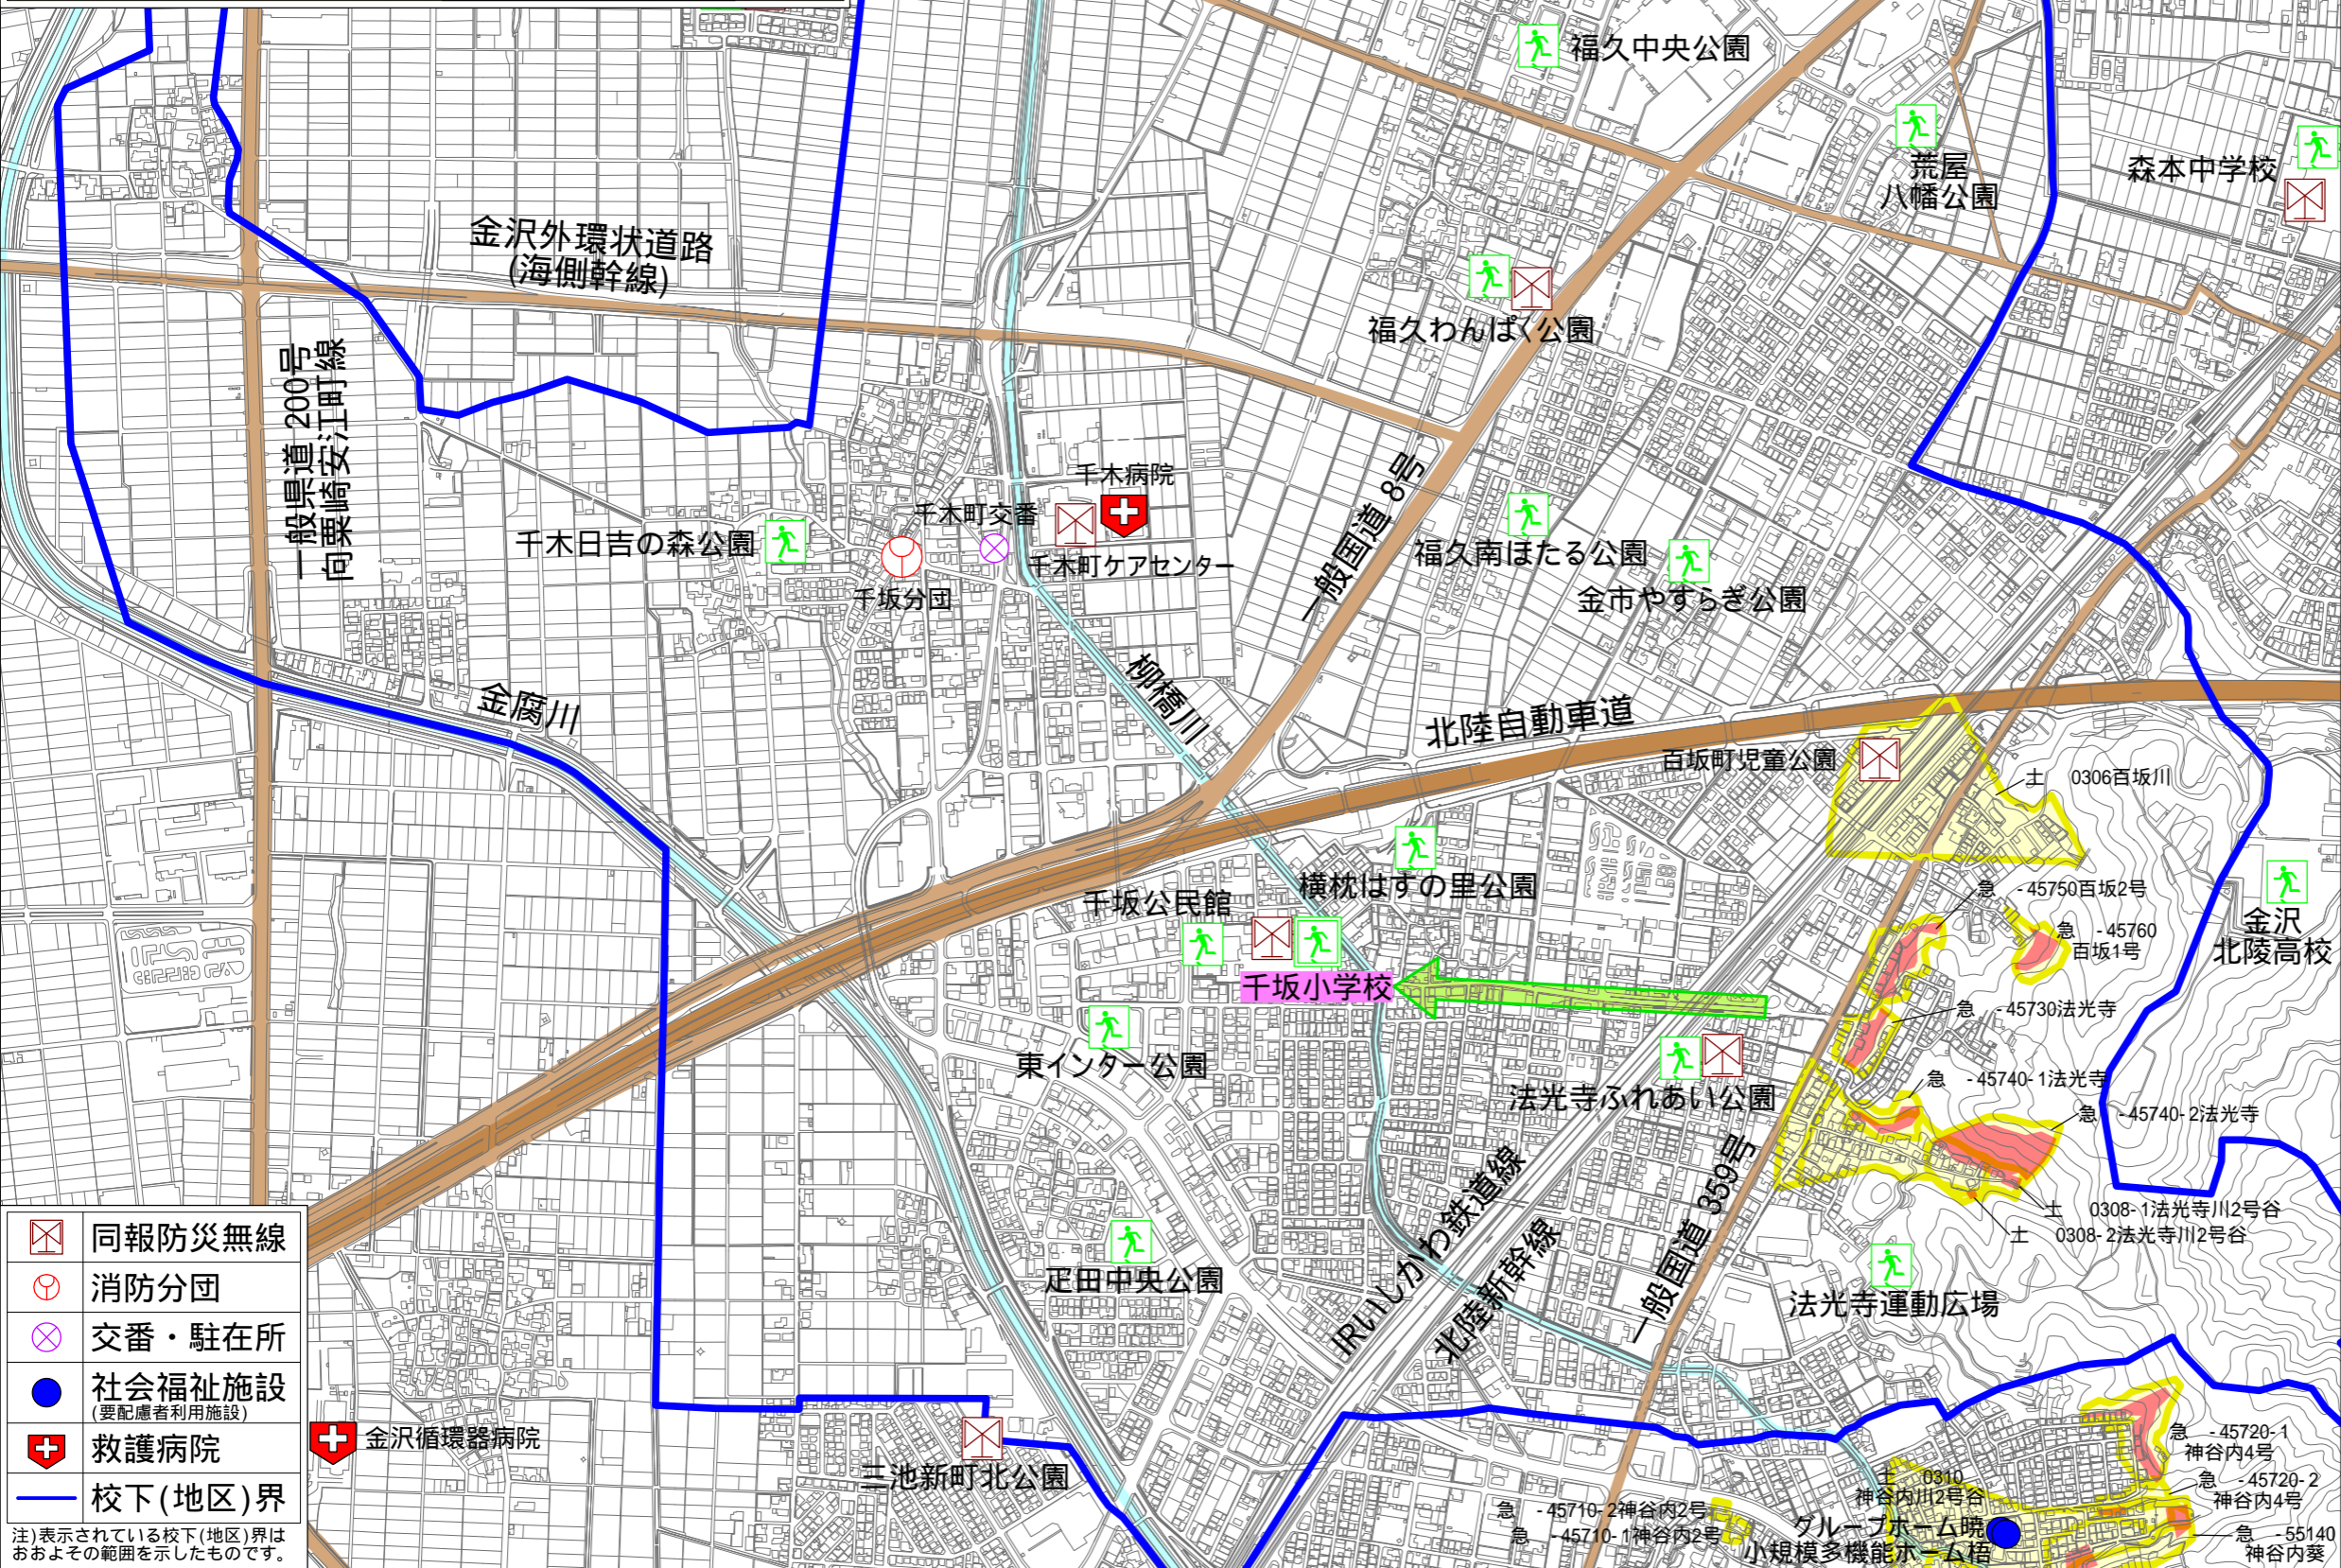 福久中央公園
荒屋
八幡公園
森本中学校
金沢外環状道路
(海側幹線)
福久わんぱく公園
一般県道 200号
向粟崎安江町線
千木病院
千木町交番
千木日吉の森公園
千木町ケアセンター
千坂分団
一般国道 8号
福久南ほたる公園
金市やすらぎ公園
柳橋川
金腐川
北陸自動車道
百坂町児童公園
土 0306百坂川
横枕はすの里公園
千坂公民館
急 -45750百坂2号
急 -45760
百坂1号
金沢
北陵高校
千坂小学校
急 -45730法光寺
東インター公園
法光寺ふれあい公園
急 -45740-1法光寺
急 -45740-2法光寺
土 0308-1法光寺川2号谷
土 0308-2法光寺川2号谷
疋田中央公園
IRいしかわ鉄道線
北陸新幹線
一般国道 359号
法光寺運動広場
同報防災無線
消防分団
交番・駐在所
社会福祉施設
(要配慮者利用施設)
救護病院
校下(地区)界
注)表示されている校下(地区)界は
おおよその範囲を示したものです。
金沢循環器病院
三池新町北公園
急 -45720-1
神谷内4号
急 -45720-2
神谷内4号
土 0310
神谷内川2号谷
急 -45710-2神谷内2号
急 -45710-1神谷内2号
グループホーム暁
小規模多機能ホーム梧
急 -55140
神谷内葵